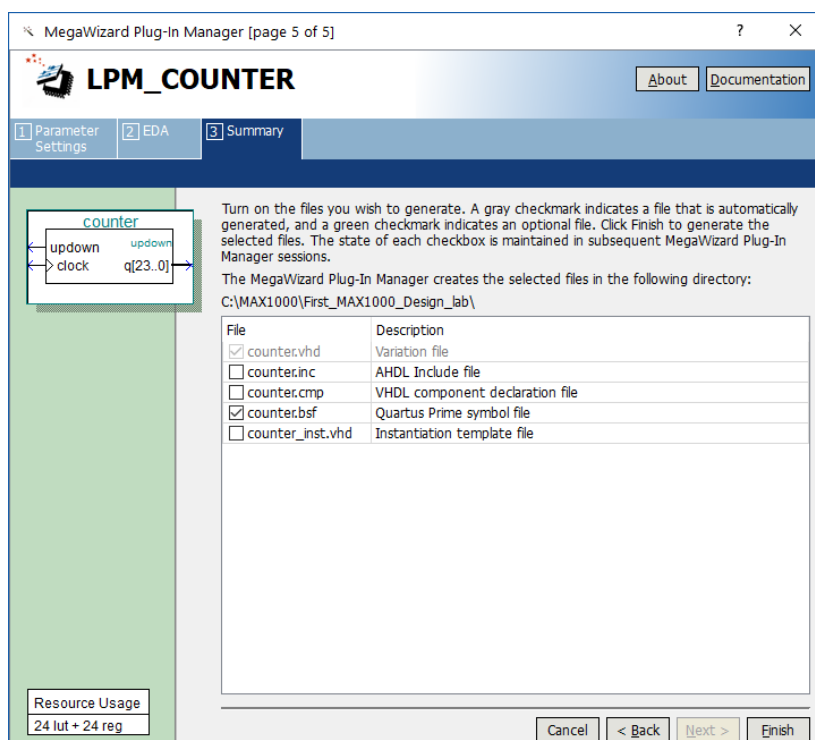 MegaWizard Plug-In Manager [page 5 of 5]
? X
LPM_COUNTER
About Documentation
1 Parameter Settings
2 EDA
3 Summary
counter
updown updown
clock q[23..0]
Turn on the files you wish to generate. A gray checkmark indicates a file that is automatically
generated, and a green checkmark indicates an optional file. Click Finish to generate the
selected files. The state of each checkbox is maintained in subsequent MegaWizard Plug-In
Manager sessions.
The MegaWizard Plug-In Manager creates the selected files in the following directory:
C:\MAX1000\First_MAX1000_Design_lab\
File Description
counter.vhd Variation file
counter.inc AHDL Include file
counter.cmp VHDL component declaration file
counter.bsf Quartus Prime symbol file
counter_inst.vhd Instantiation template file
Resource Usage
24 lut + 24 reg
Cancel < Back Next > Finish